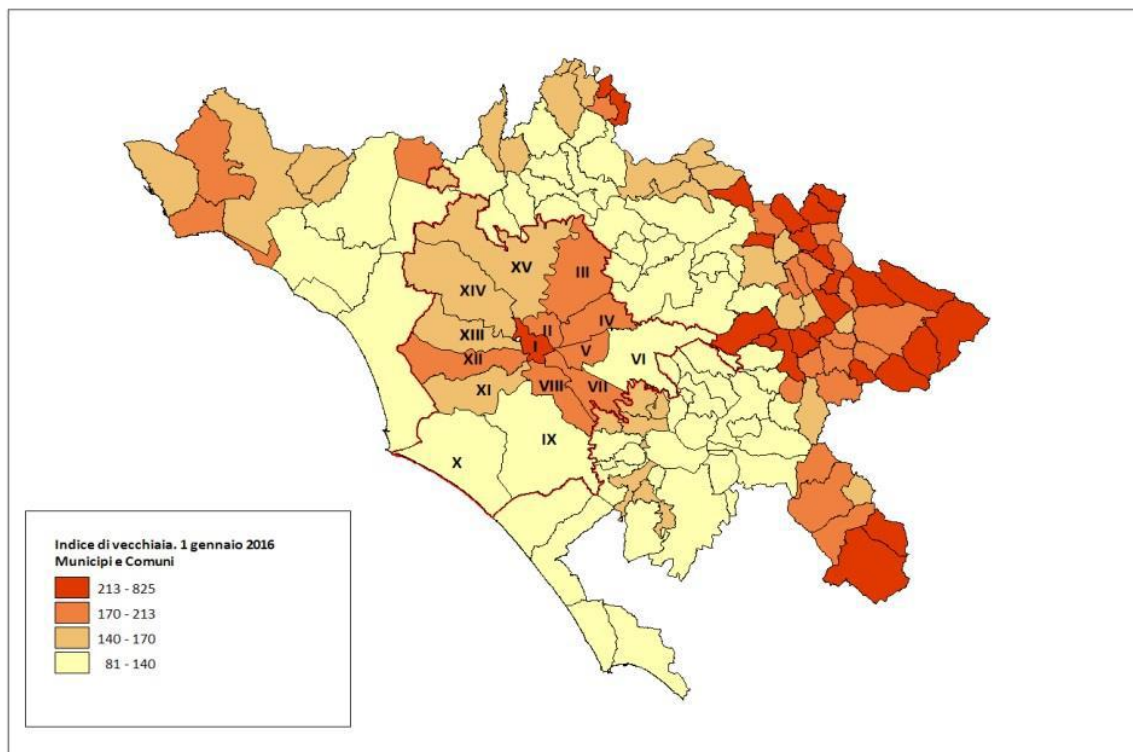 XV
III
XIV
II
IV
XIII
I
V
XII
VI
XI
VIII
VII
IX
X
Indice di vecchiaia. 1 gennaio 2016
Municipi e Comuni
213 - 825
170 - 213
140 - 170
81 - 140